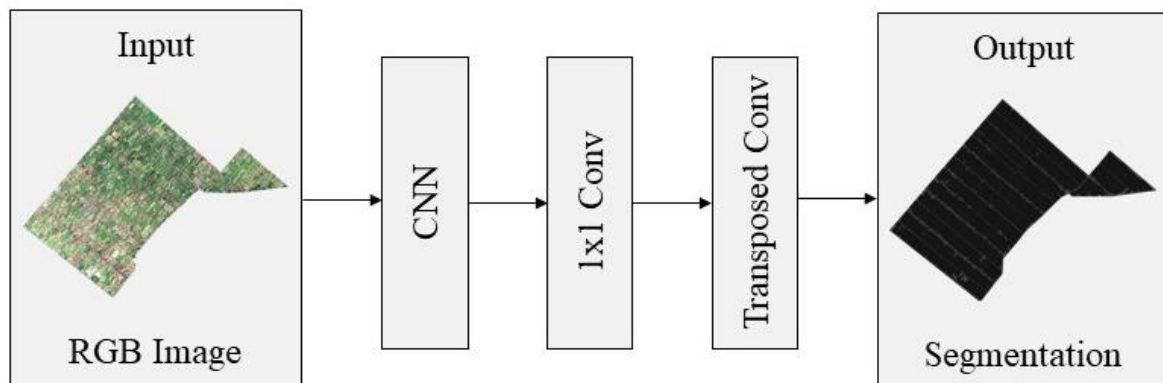 Input
RGB Image
CNN
1x1 Conv
Transposed Conv
Output
Segmentation